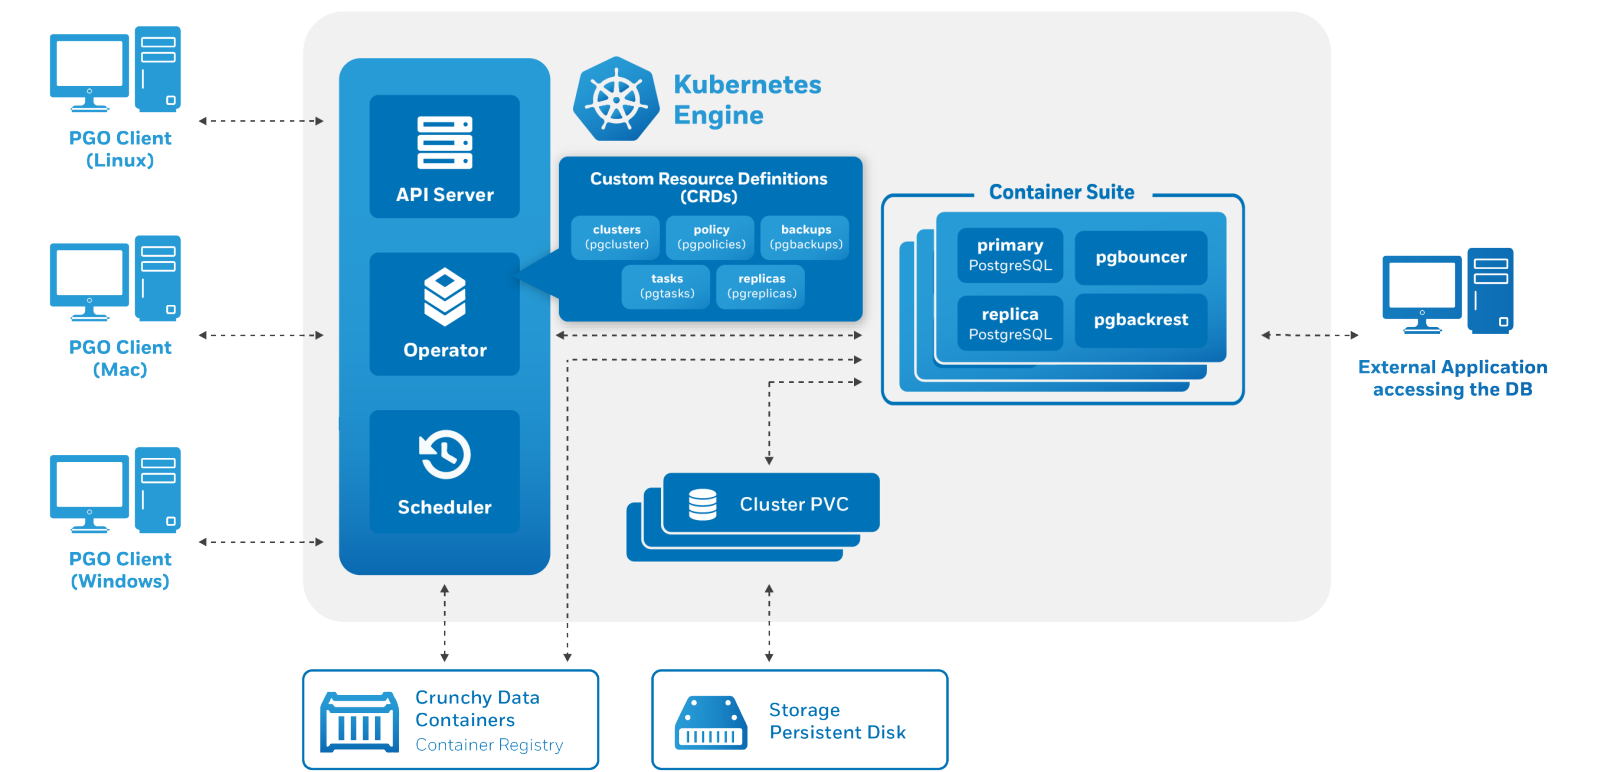 PGO Client
(Linux)
PGO Client
(Mac)
PGO Client
(Windows)
API Server
Operator
Scheduler
Kubernetes
Engine
Custom Resource Definitions
(CRDs)
clusters
(pgcluster)
policy
(pgpolicies)
backups
(pgbackups)
tasks
(pgtasks)
replicas
(pgreplicas)
Container Suite
primary
PostgreSQL
pgbouncer
replica
PostgreSQL
pgbackrest
External Application
accessing the DB
Cluster PVC
Crunchy Data
Containers
Container Registry
Storage
Persistent Disk